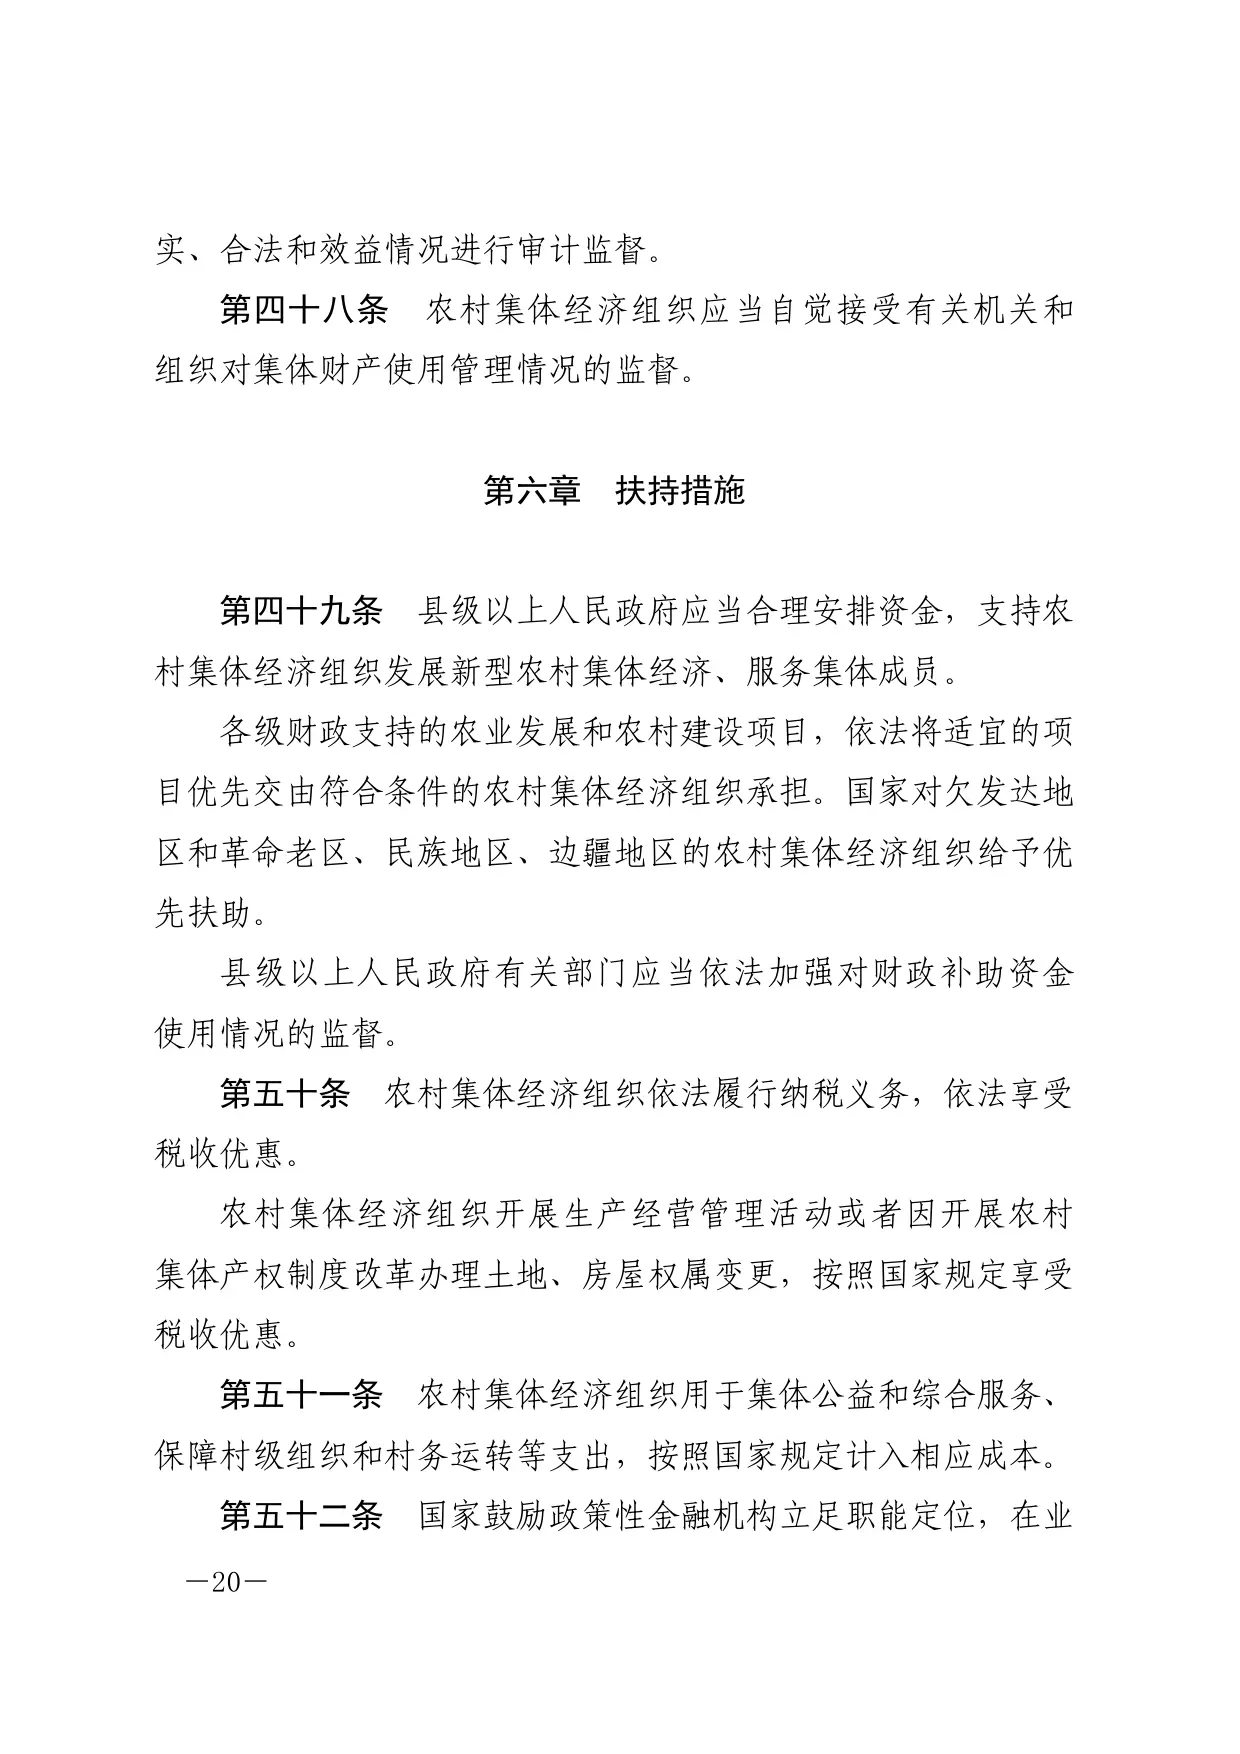 实、合法和效益情况进行审计监督。
第四十八条　农村集体经济组织应当自觉接受有关机关和
组织对集体财产使用管理情况的监督。
第六章　扶持措施
第四十九条　县级以上人民政府应当合理安排资金，支持农
村集体经济组织发展新型农村集体经济、服务集体成员。
各级财政支持的农业发展和农村建设项目，依法将适宜的项
目优先交由符合条件的农村集体经济组织承担。国家对欠发达地
区和革命老区、民族地区、边疆地区的农村集体经济组织给予优
先扶助。
县级以上人民政府有关部门应当依法加强对财政补助资金
使用情况的监督。
第五十条　农村集体经济组织依法履行纳税义务，依法享受
税收优惠。
农村集体经济组织开展生产经营管理活动或者因开展农村
集体产权制度改革办理土地、房屋权属变更，按照国家规定享受
税收优惠。
第五十一条　农村集体经济组织用于集体公益和综合服务、
保障村级组织和村务运转等支出，按照国家规定计入相应成本。
第五十二条　国家鼓励政策性金融机构立足职能定位，在业
—20—